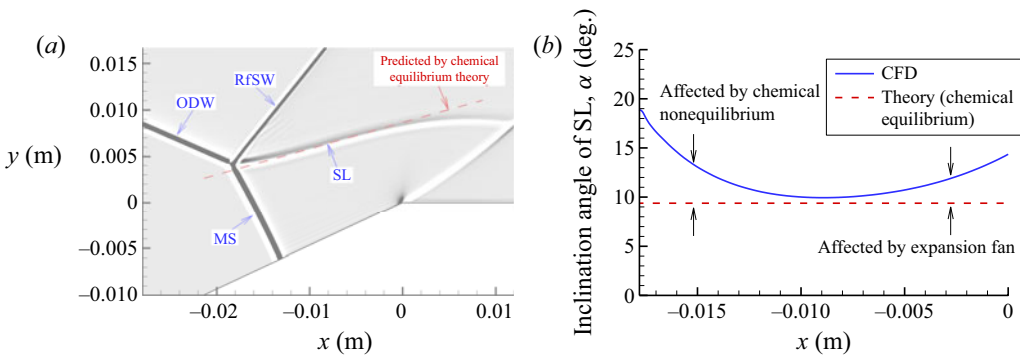 (a)
0.015
0.010
0.005
0
–0.005
–0.010
y (m)
–0.02
–0.01
0
0.01
x (m)
ODW
RfSW
Predicted by chemical
equilibrium theory
SL
MS
(b)
Inclination angle of SL, α (deg.)
25
20
15
10
5
0
–0.015
–0.010
–0.005
0
x (m)
CFD
Theory (chemical
equilibrium)
Affected by chemical
nonequilibrium
Affected by expansion fan